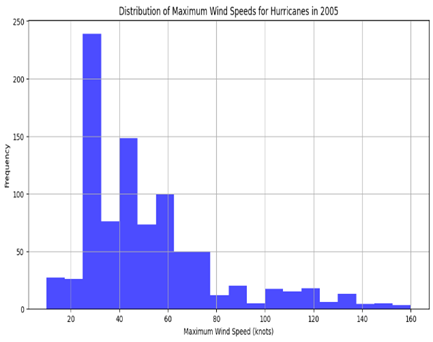 Distribution of Maximum Wind Speeds for Hurricanes in 2005
250
200
150
100
50
0
Frequency
20 40 60 80 100 120 140 160
Maximum Wind Speed (knots)